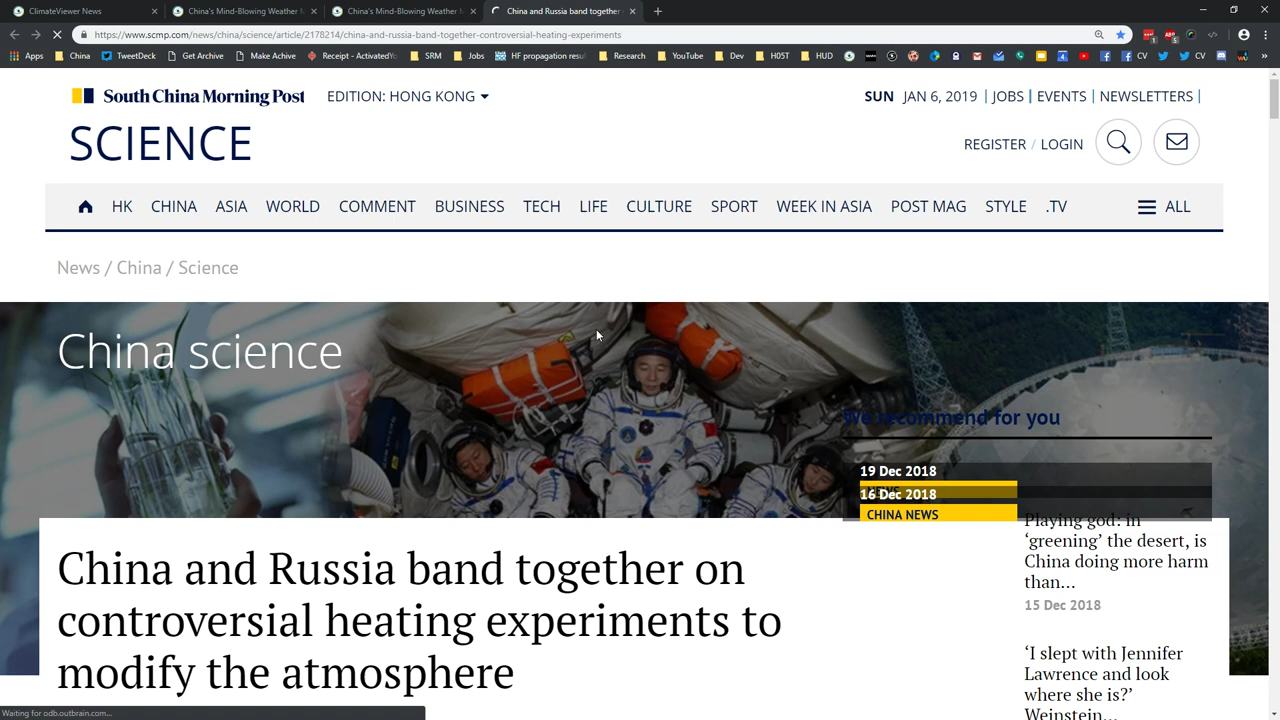 ClimateViewer News
China's Mind-Blowing Weather
China's Mind-Blowing Weather
China and Russia band together
https://www.scmp.com/news/china/science/article/2178214/china-and-russia-band-together-controversial-heating-experiments
Apps China TweetDeck Get Archive Make Achive Receipt - ActivatedYo SRM Jobs HF propagation resul Research YouTube Dev H05T HUD CV CV »
South China Morning Post EDITION: HONG KONG SUN JAN 6, 2019 | JOBS | EVENTS | NEWSLETTERS |
SCIENCE REGISTER / LOGIN
HK CHINA ASIA WORLD COMMENT BUSINESS TECH LIFE CULTURE SPORT WEEK IN ASIA POST MAG STYLE .TV ALL
News / China / Science
China science
We recommend for you
19 Dec 2018
NEWS
16 Dec 2018
CHINA NEWS
Playing god: in
‘greening’ the desert, is
China doing more harm
than...
15 Dec 2018
‘I slept with Jennifer
Lawrence and look
where she is?’
Weinstein...
China and Russia band together on
controversial heating experiments to
modify the atmosphere
Waiting for odb.outbrain.com...